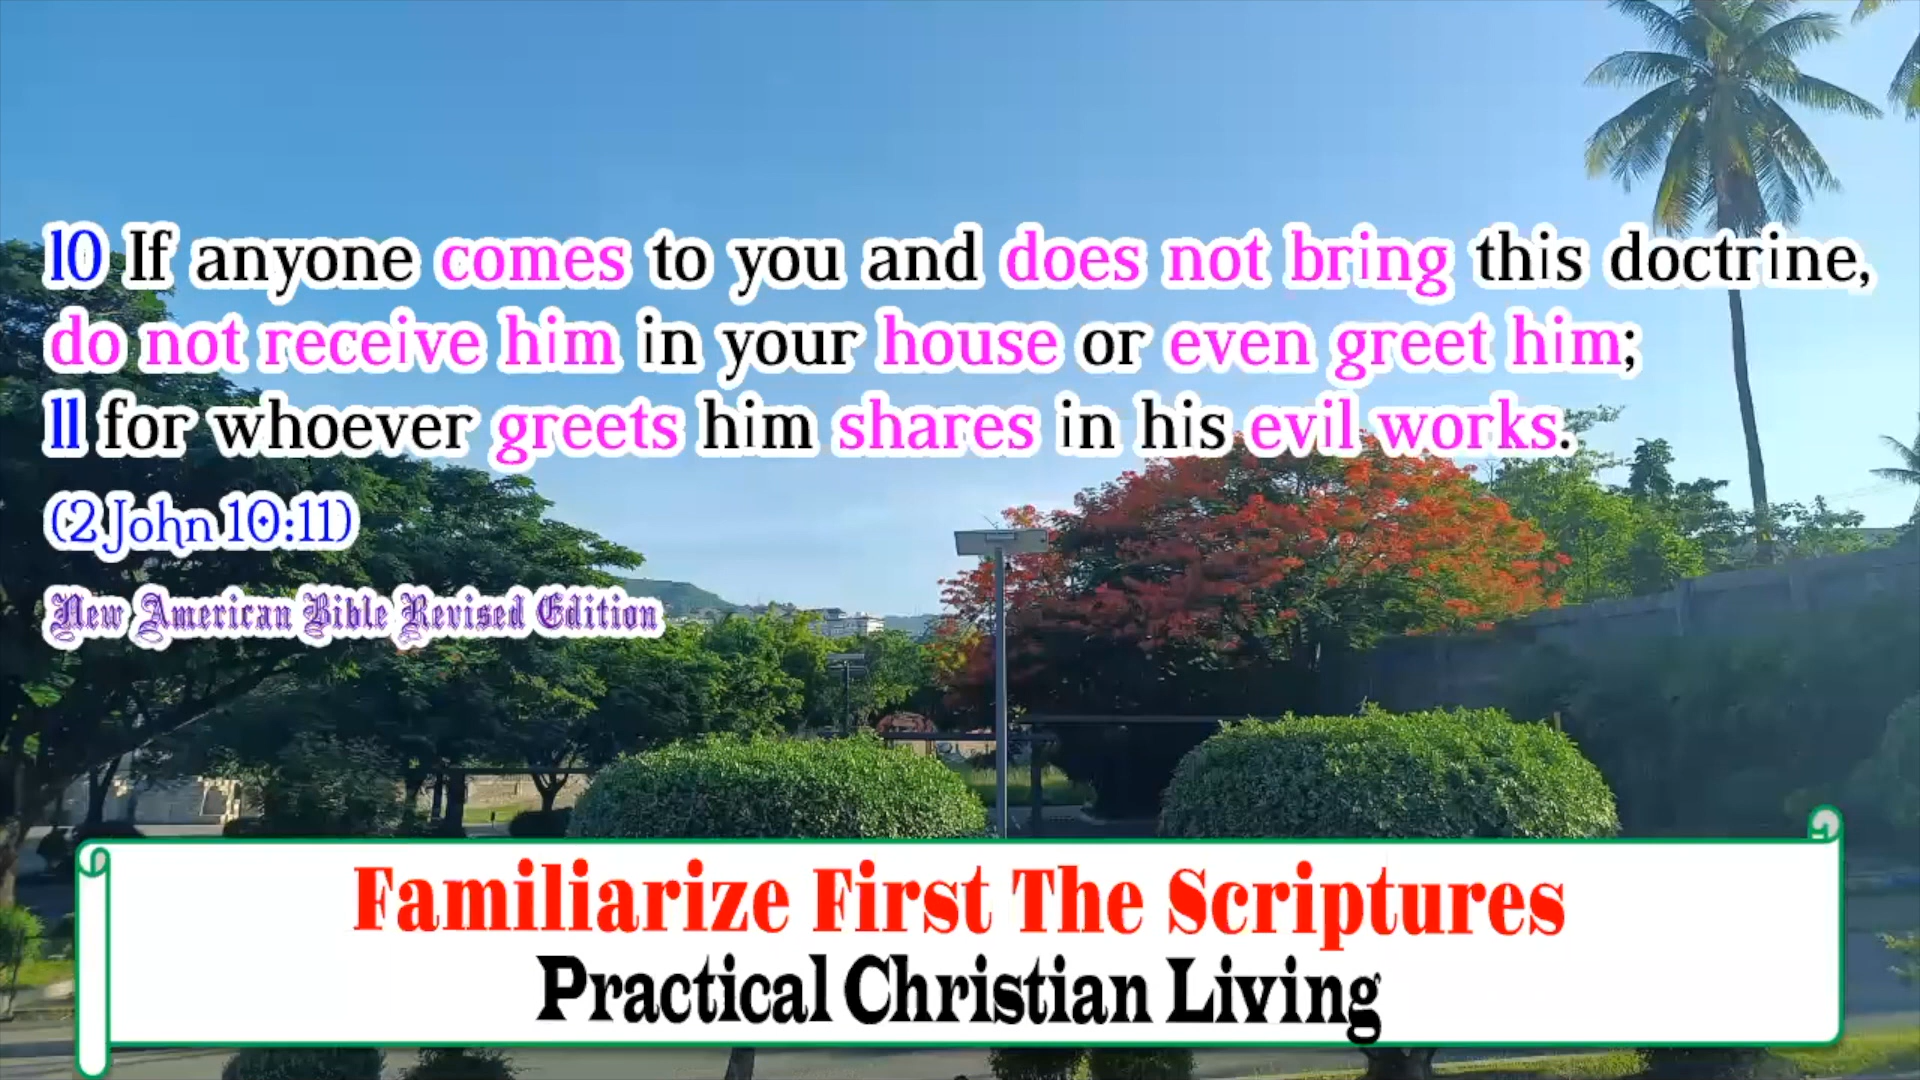 10 If anyone comes to you and does not bring this doctrine,
do not receive him in your house or even greet him;
11 for whoever greets him shares in his evil works.
(2 John 10:11)
New American Bible Revised Edition
Familiarize First The Scriptures
Practical Christian Living